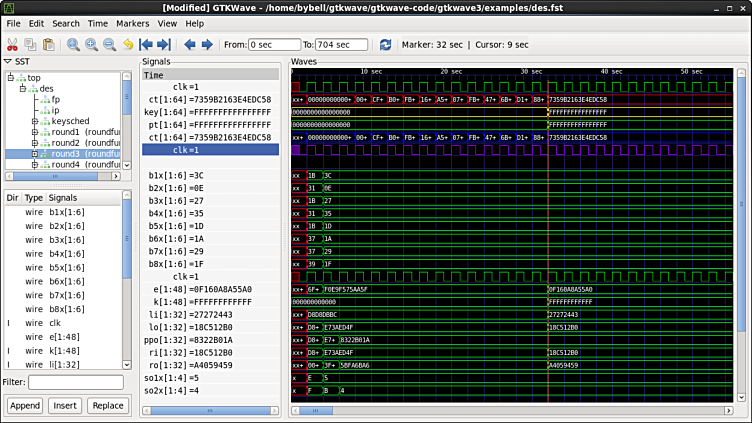 [Modified] GTKWave - /home/bybell/gtkwave/gtkwave-code/gtkwave3/examples/des.fst
File Edit Search Time Markers View Help
From: 0 sec To: 704 sec Marker: 32 sec | Cursor: 9 sec
SST
top
des
fp
ip
keysched
round1 (roundfu
round2 (roundfu
round3 (roundfu
round4 (roundfu
Dir Type Signals
wire b1x[1:6]
wire b2x[1:6]
wire b3x[1:6]
wire b4x[1:6]
wire b5x[1:6]
wire b6x[1:6]
wire b7x[1:6]
wire b8x[1:6]
I wire clk
wire e[1:48]
I wire k[1:48]
I wire li[1:32]
Filter:
Append Insert Replace
Signals
Time
clk =1
ct[1:64] =7359B2163E4EDC58
key[1:64] =FFFFFFFFFFFFFFFF
pt[1:64] =FFFFFFFFFFFFFFFF
ct[1:64] =7359B2163E4EDC58
clk =1
b1x[1:6] =3C
b2x[1:6] =0E
b3x[1:6] =27
b4x[1:6] =35
b5x[1:6] =1D
b6x[1:6] =1A
b7x[1:6] =29
b8x[1:6] =1F
clk =1
e[1:48] =0F160A8A55A0
k[1:48] =FFFFFFFFFFFF
li[1:32] =27272443
lo[1:32] =18C512B0
ppo[1:32] =8322B01A
ri[1:32] =18C512B0
ro[1:32] =A4059459
so1x[1:4] =5
so2x[1:4] =4
Waves
0 10 sec 20 sec 30 sec 40 sec 50 sec
xx+ 00000000000+ 00+ CF+ B0+ FB+ 16+ A5+ 07+ FB+ 47+ 6B+ D1+ 88+ 7359B2163E4EDC58
0000000000000000 FFFFFFFFFFFFFFFF
0000000000000000 FFFFFFFFFFFFFFFF
xx+ 00000000000+ 00+ CF+ B0+ FB+ 16+ A5+ 07+ FB+ 47+ 6B+ D1+ 88+ 7359B2163E4EDC58
xx 1B 3C
xx 31 0E
xx 1B 27
xx 31 35
xx 1B 1D
xx 37 1A
xx 37 29
xx 39 1F
xx+ 6F+ F0E9F575AA5F 0F160A8A55A0
000000000000 FFFFFFFFFFFF
xx+ D8D8DBBC 27272443
xx+ D8+ E73AED4F 18C512B0
xx+ D8+ E7+ 8322B01A
xx+ D8+ E73AED4F 18C512B0
xx+ 00+ 3F+ 5BFA6BA6 A4059459
x E 5
x F B 4